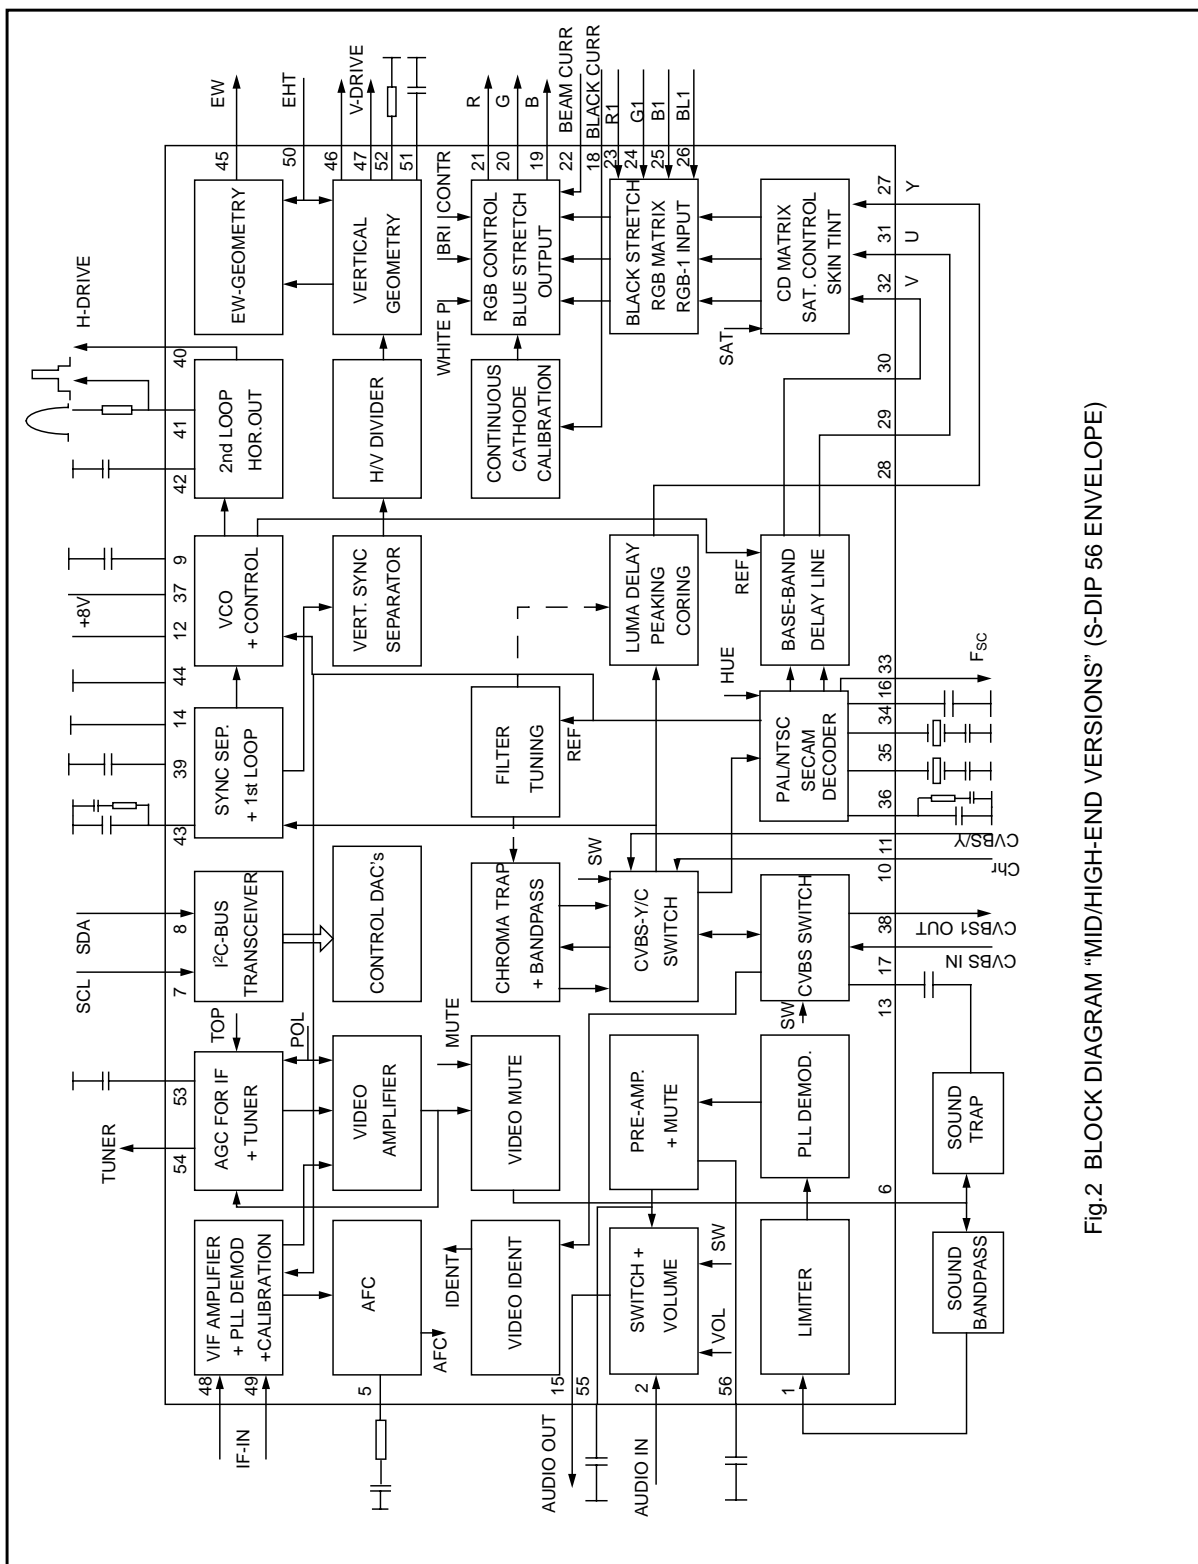 H-DRIVE
EW
EHT
V-DRIVE
R
G
B
BEAM CURR
BLACK CURR
R1
G1
B1
BL1
45
50
46
47
52
51
21
20
19
22
18
23
24
25
26
27
Y
31
U
32
V
EW-GEOMETRY
VERTICAL
GEOMETRY
WHITE P
BRI
CONTR
RGB CONTROL
BLUE STRETCH
OUTPUT
BLACK STRETCH
RGB MATRIX
RGB-1 INPUT
CD MATRIX
SAT. CONTROL
SKIN TINT
SAT
40
41
42
2nd LOOP
HOR.OUT
H/V DIVIDER
CONTINUOUS
CATHODE
CALIBRATION
30
29
28
+8V
9
37
12
44
14
39
43
VCO
+ CONTROL
VERT. SYNC
SEPARATOR
LUMA DELAY
PEAKING
CORING
REF
BASE-BAND
DELAY LINE
SYNC SEP.
+ 1st LOOP
FILTER
TUNING
REF
HUE
PAL/NTSC
SECAM
DECODER
33
FSC
16
34
35
36
SDA
SCL
8
7
I2C-BUS
TRANSCEIVER
CONTROL DAC's
CHROMA TRAP
+ BANDPASS
SW
CVBS-Y/C
SWITCH
CVBS SWITCH
SW
11
CVBS/Y
10
Chr
38
CVBS1 OUT
17
CVBS IN
13
TUNER
53
54
TOP
POL
AGC FOR IF
+ TUNER
VIDEO
AMPLIFIER
MUTE
VIDEO MUTE
PRE-AMP.
+ MUTE
PLL DEMOD.
SOUND
TRAP
6
VIF AMPLIFIER
+ PLL DEMOD
+CALIBRATION
AFC
AFC
IDENT
VIDEO IDENT
SWITCH +
VOLUME
SW
VOL
LIMITER
SOUND
BANDPASS
48
49
IF-IN
5
15
55
2
56
1
AUDIO OUT
AUDIO IN
Fig.2 BLOCK DIAGRAM “MID/HIGH-END VERSIONS” (S-DIP 56 ENVELOPE)